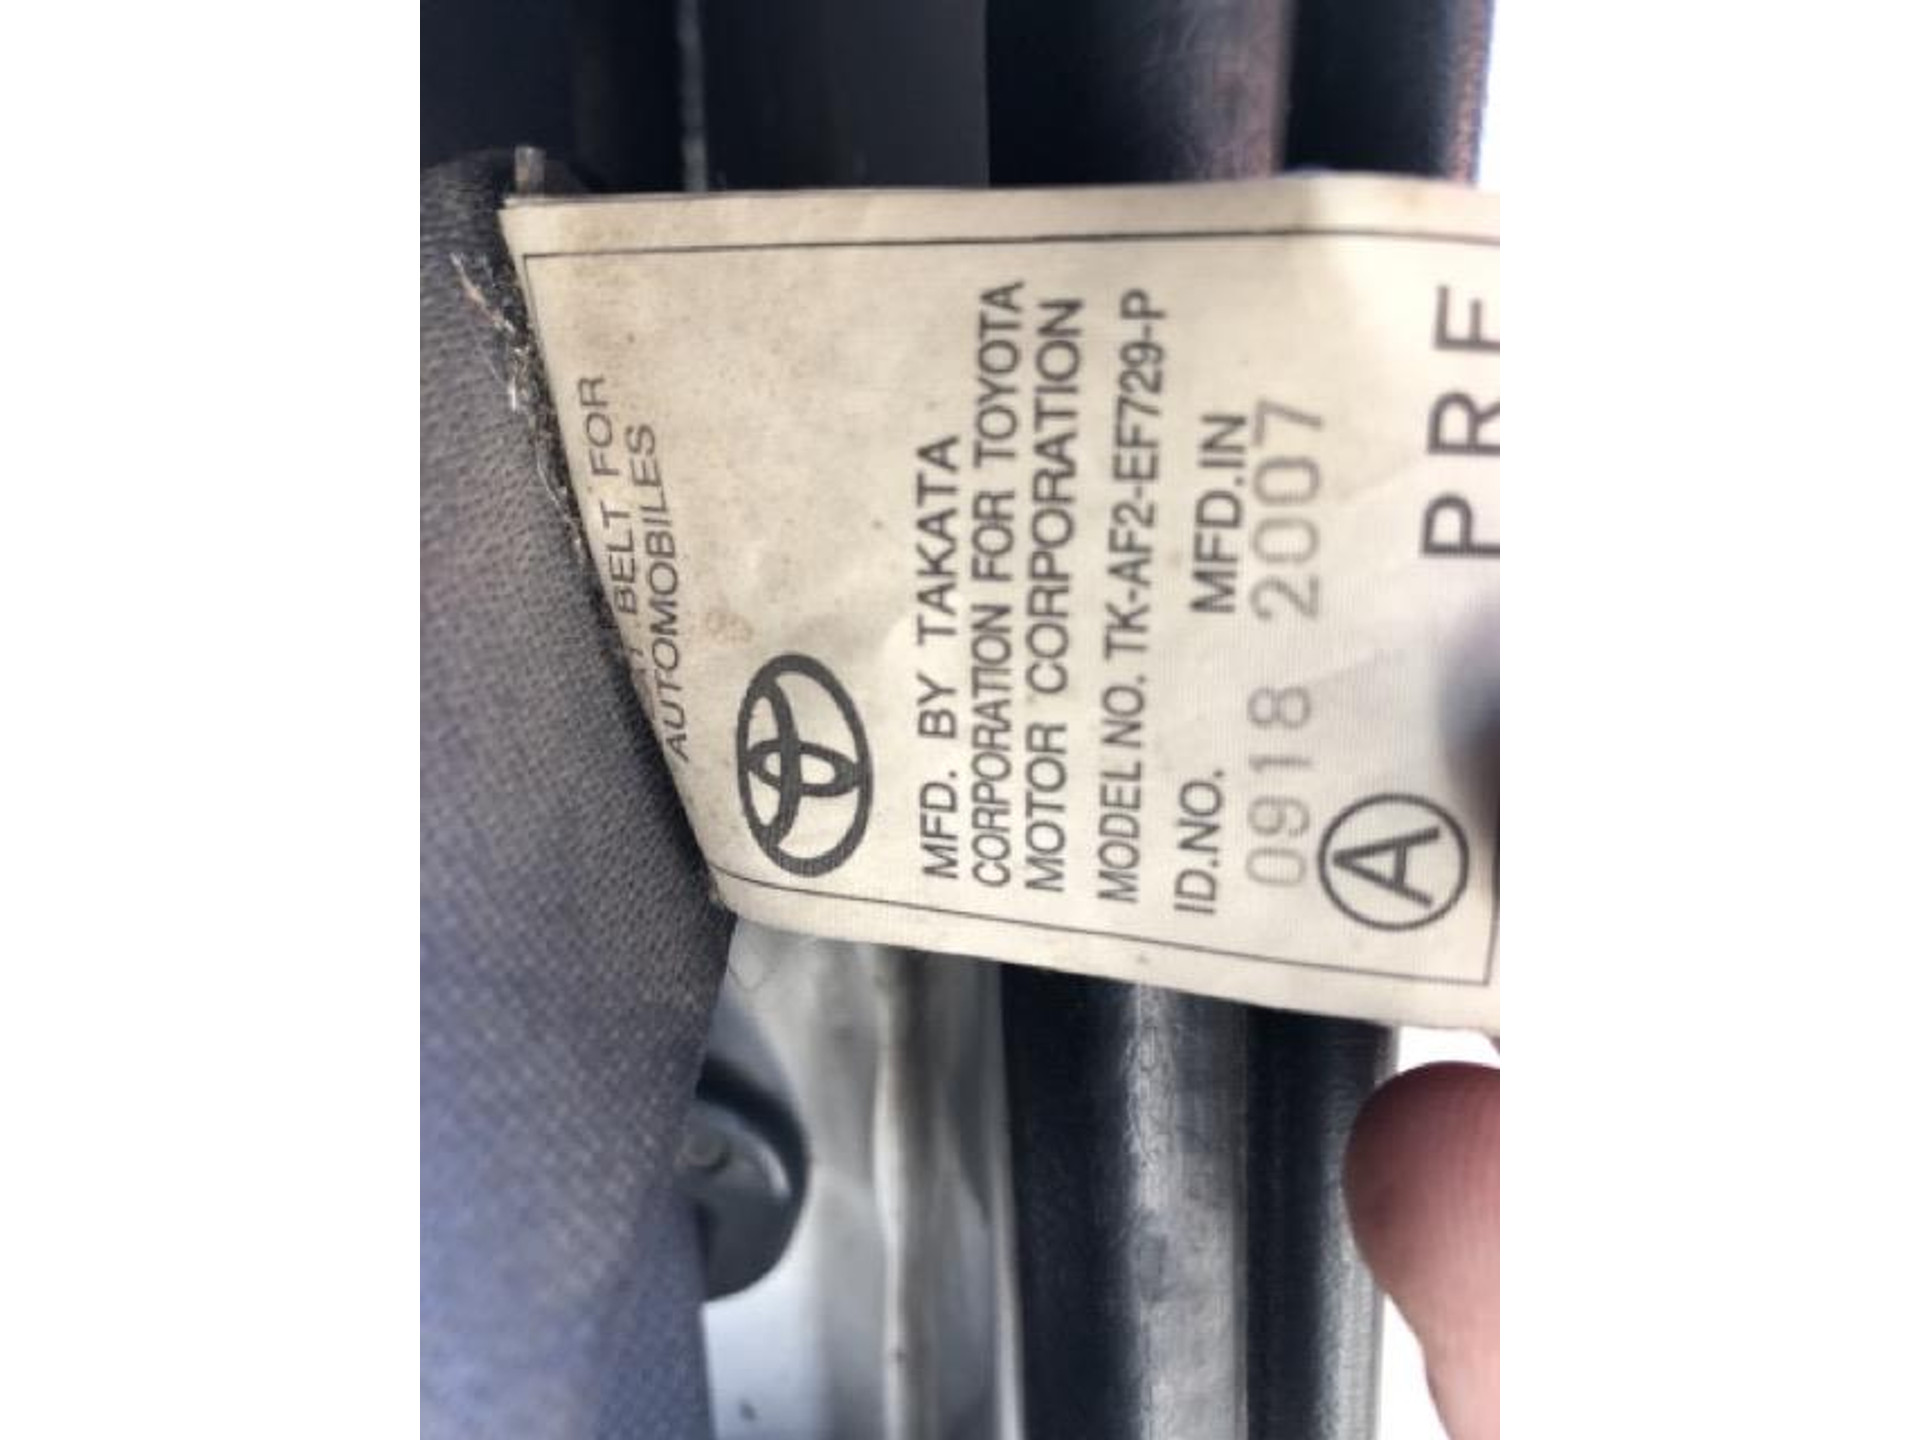 BELT FOR
AUTOMOBILES
MFD. BY TAKATA
CORPORATION FOR TOYOTA
MOTOR CORPORATION
MODEL NO. TK-AF2-EF729-P
ID.NO. MFD.IN
0918 2007
A
PRE